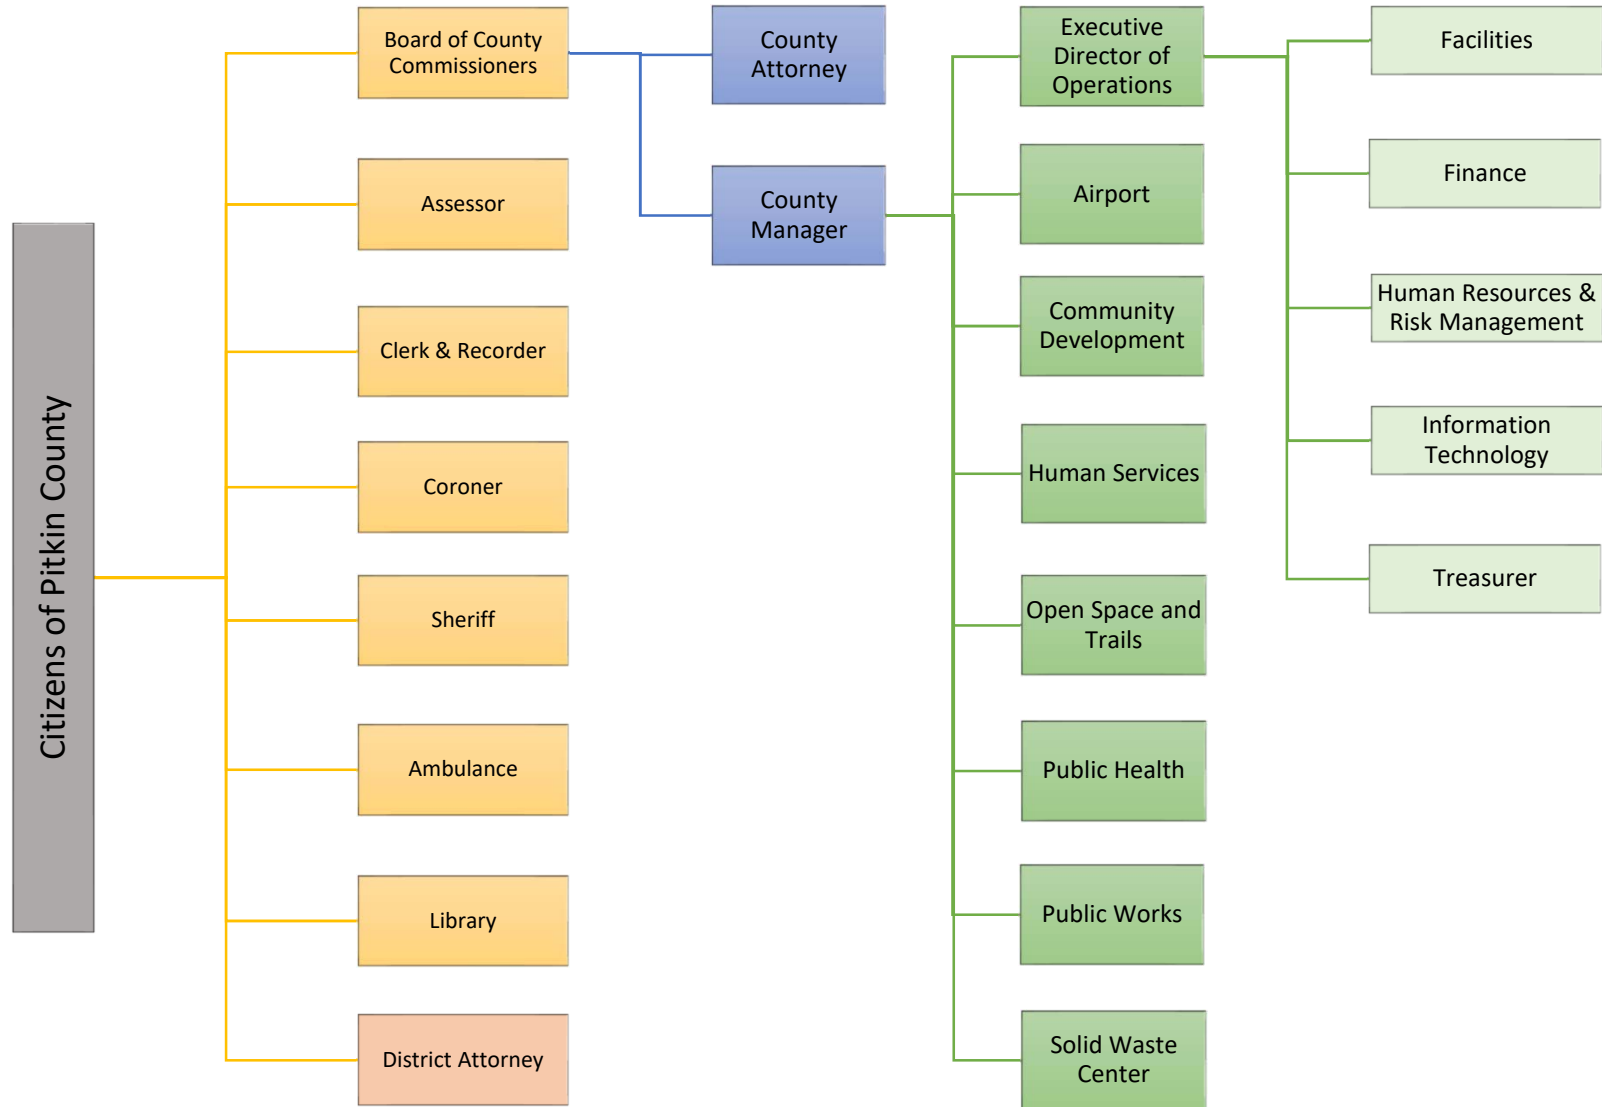 Citizens of Pitkin County
Board of County
Commissioners
Assessor
Clerk & Recorder
Coroner
Sheriff
Ambulance
Library
District Attorney
County
Attorney
County
Manager
Executive
Director of
Operations
Airport
Community
Development
Human Services
Open Space and
Trails
Public Health
Public Works
Solid Waste
Center
Facilities
Finance
Human Resources &
Risk Management
Information
Technology
Treasurer